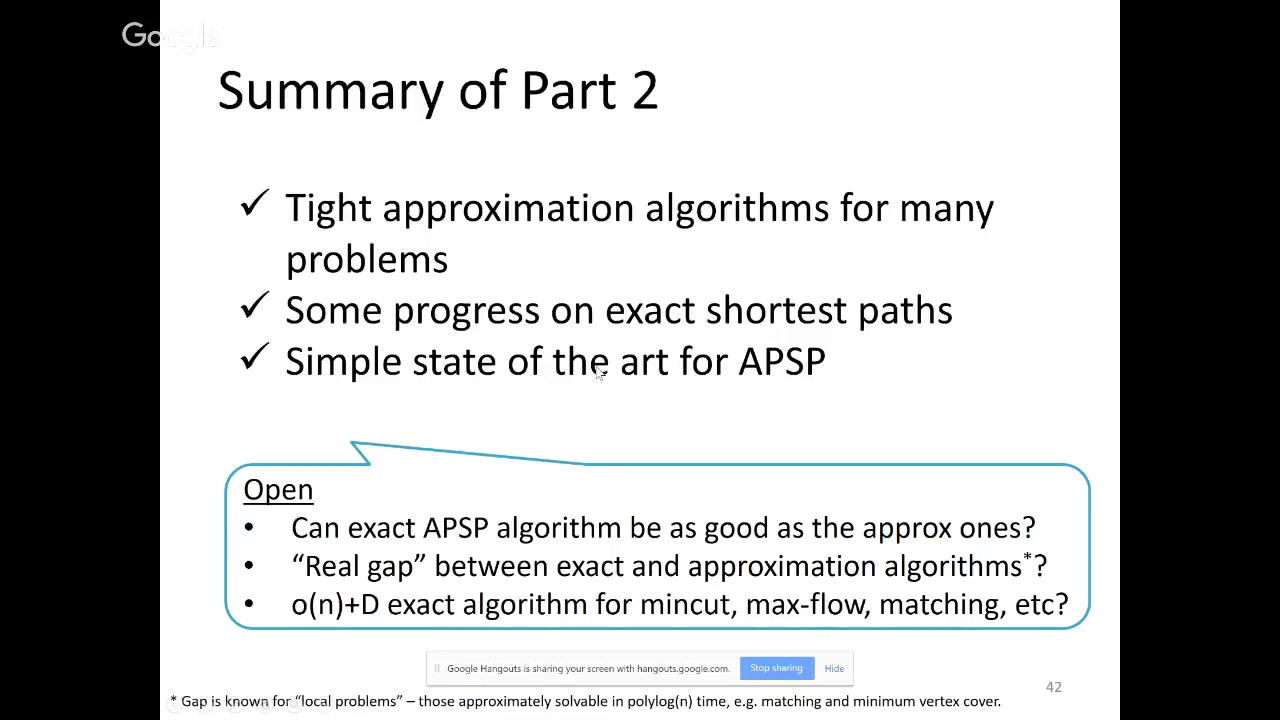 Google
Summary of Part 2
✓ Tight approximation algorithms for many
problems
✓ Some progress on exact shortest paths
✓ Simple state of the art for APSP
Open
• Can exact APSP algorithm be as good as the approx ones?
• “Real gap” between exact and approximation algorithms*?
• o(n)+D exact algorithm for mincut, max-flow, matching, etc?
Google Hangouts is sharing your screen with hangouts.google.com. Stop sharing Hide
42
* Gap is known for “local problems” – those approximately solvable in polylog(n) time, e.g. matching and minimum vertex cover.